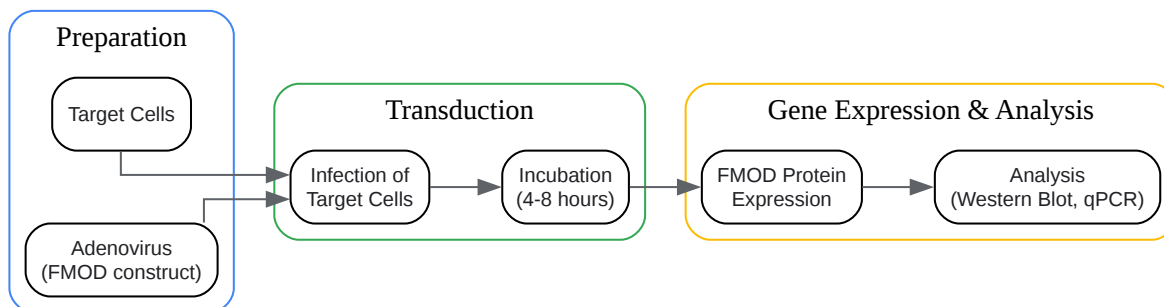 Preparation
Target Cells
Adenovirus
(FMOD construct)
Transduction
Infection of
Target Cells
Incubation
(4-8 hours)
Gene Expression & Analysis
FMOD Protein
Expression
Analysis
(Western Blot, qPCR)